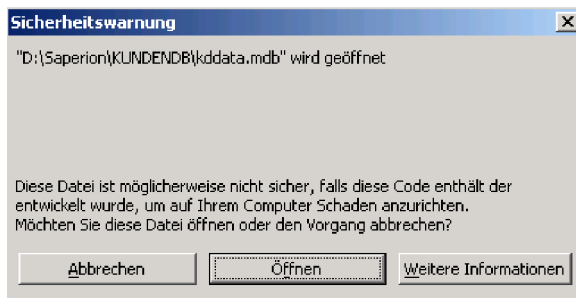 Sicherheitswarnung
"D:\Saperion\KUNDENDB\kddata.mdb" wird geöffnet
Diese Datei ist möglicherweise nicht sicher, falls diese Code enthält der
entwickelt wurde, um auf Ihrem Computer Schaden anzurichten.
Möchten Sie diese Datei öffnen oder den Vorgang abbrechen?
Abbrechen Öffnen Weitere Informationen